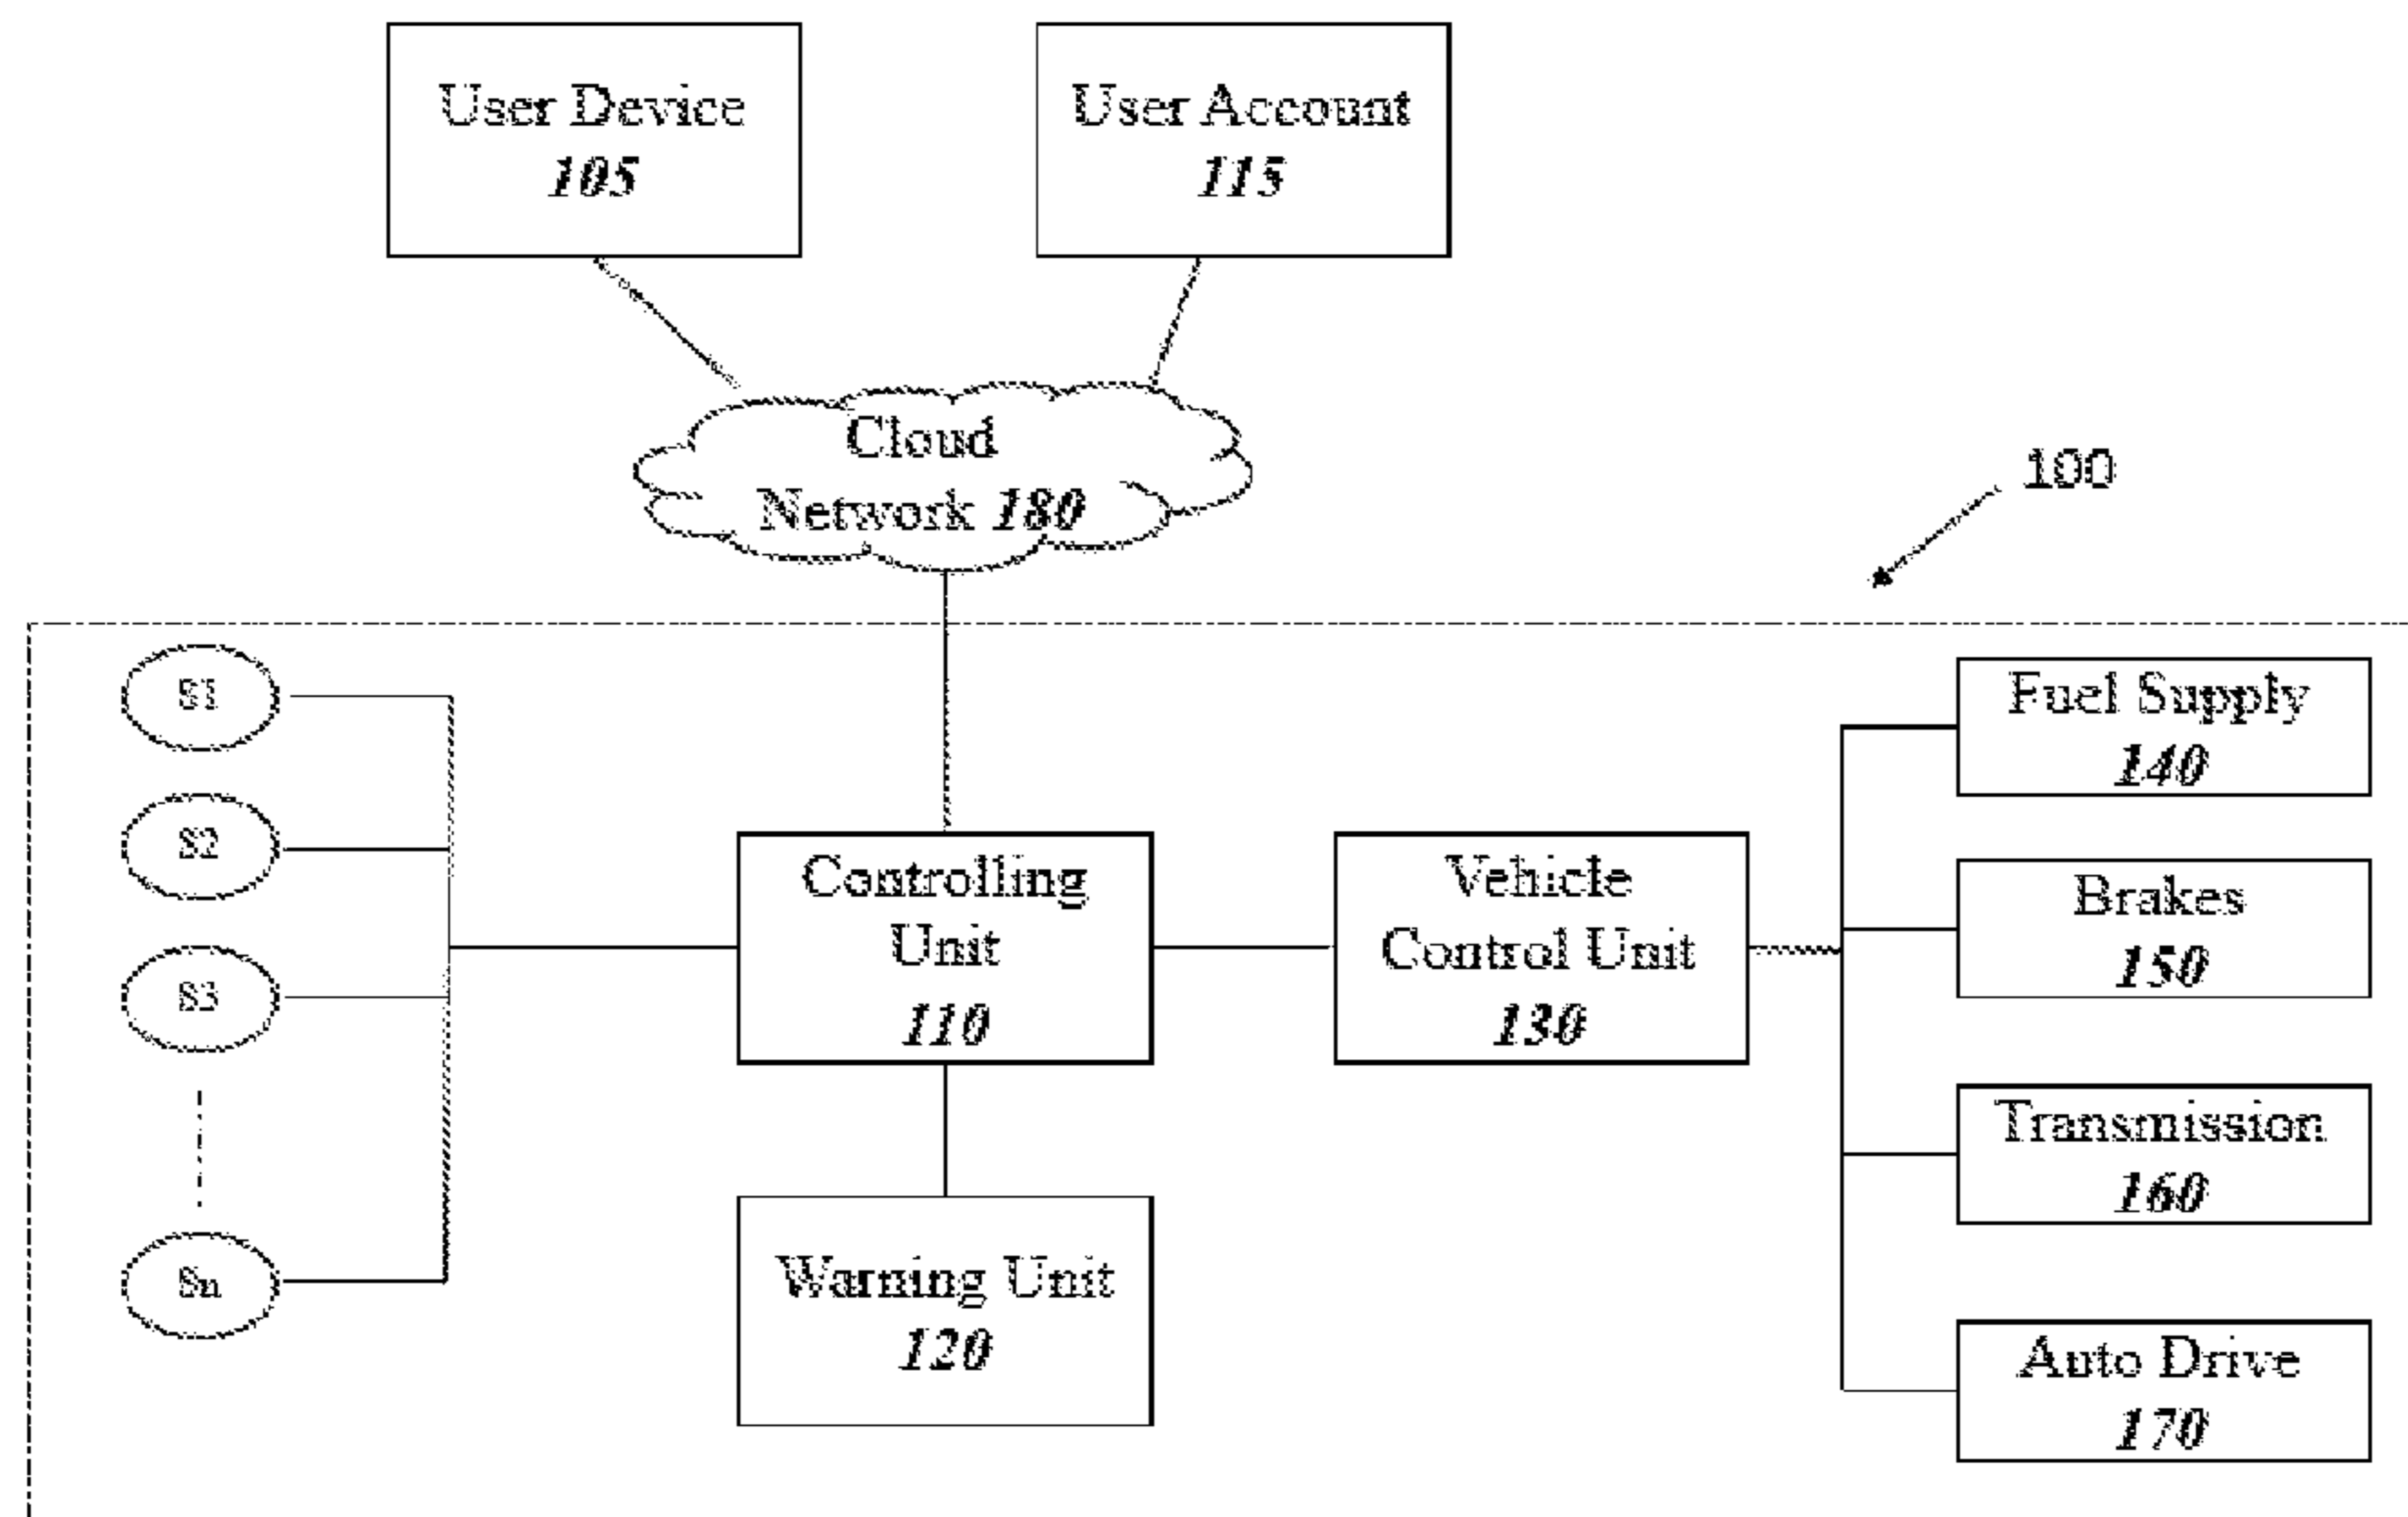 User Device
105
User Account
115
Cloud
Network 180
100
S1
S2
S3
Sn
Controlling
Unit
110
Warning Unit
120
Vehicle
Control Unit
130
Fuel Supply
140
Brakes
150
Transmission
160
Auto Drive
170